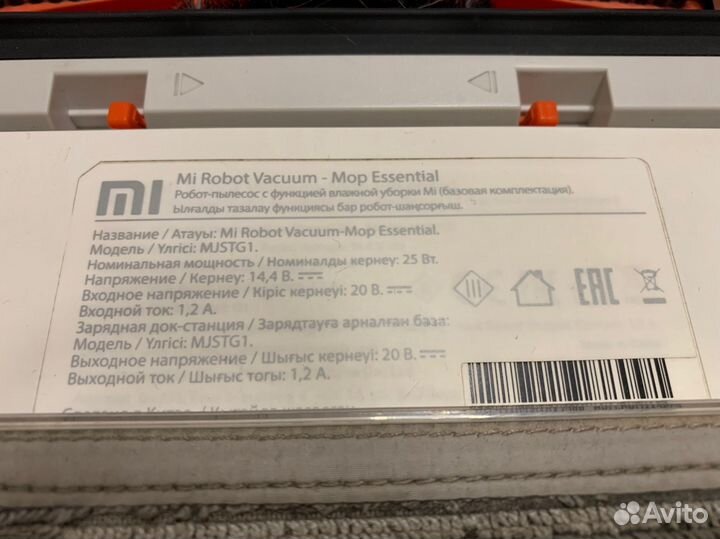 mi
Mi Robot Vacuum - Mop Essential
Робот-пылесос с функцией влажной уборки Mi (базовая комплектация).
Ылғалды тазалау функциясы бар робот-шаңсорғыш.
Название / Атауы: Mi Robot Vacuum-Mop Essential.
Модель / Үлгісі: MJSTG1.
Номинальная мощность / Номиналды кернеу: 25 Вт.
Напряжение / Кернеу: 14,4 В.
Входное напряжение / Кіріс кернеуі: 20 В.
Входной ток: 1,2 А.
Зарядная док-станция / Зарядтауға арналған база:
Модель / Үлгісі: MJSTG1.
Выходное напряжение / Шығыс кернеуі: 20 В.
Выходной ток / Шығыс тогы: 1,2 А.
III
EAC
Avito